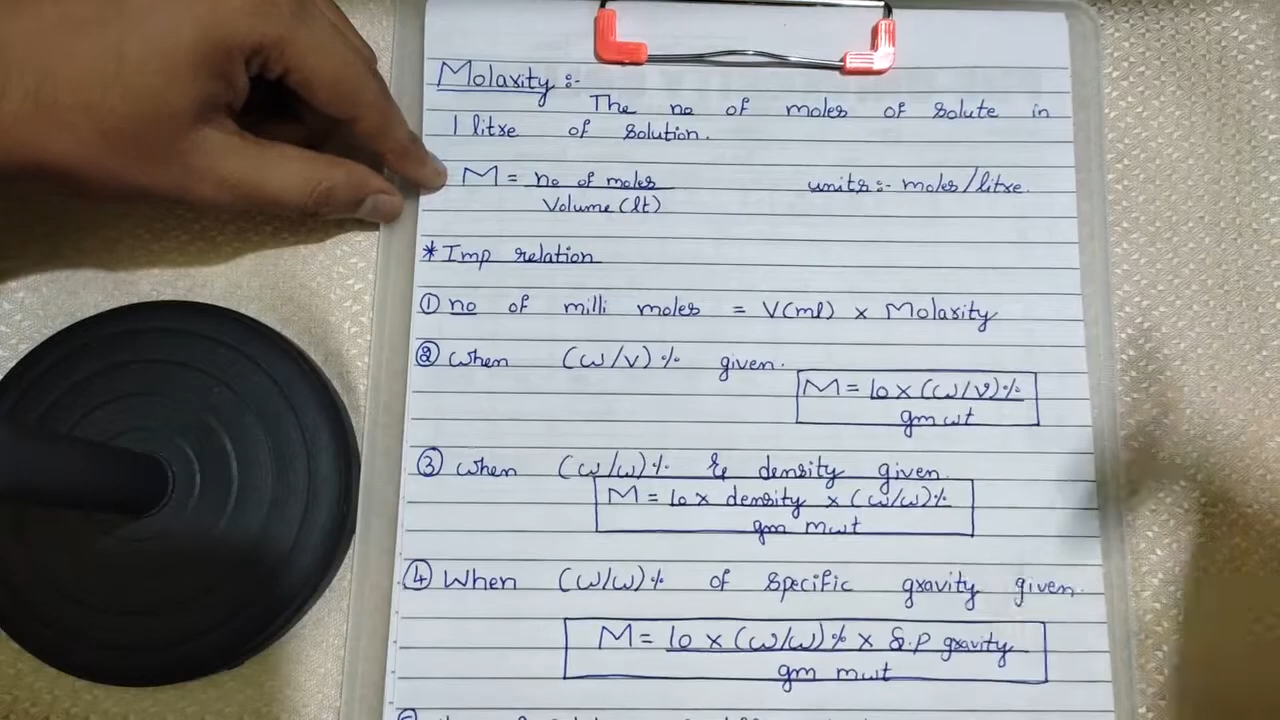 Molarity :-
The no of moles of solute in
1 litre of solution.
M = no of moles / Volume (lt)
units :- moles/litre.
* Imp relation
① no of milli moles = V(ml) × Molarity
② When (w/v)% given.
M = 10 × (w/v)% / gm wt
③ When (w/w)% & density given.
M = 10 × density × (w/w)% / gm mwt
④ When (w/w)% of specific gravity given.
M = 10 × (w/w)% × S.P gravity / gm mwt